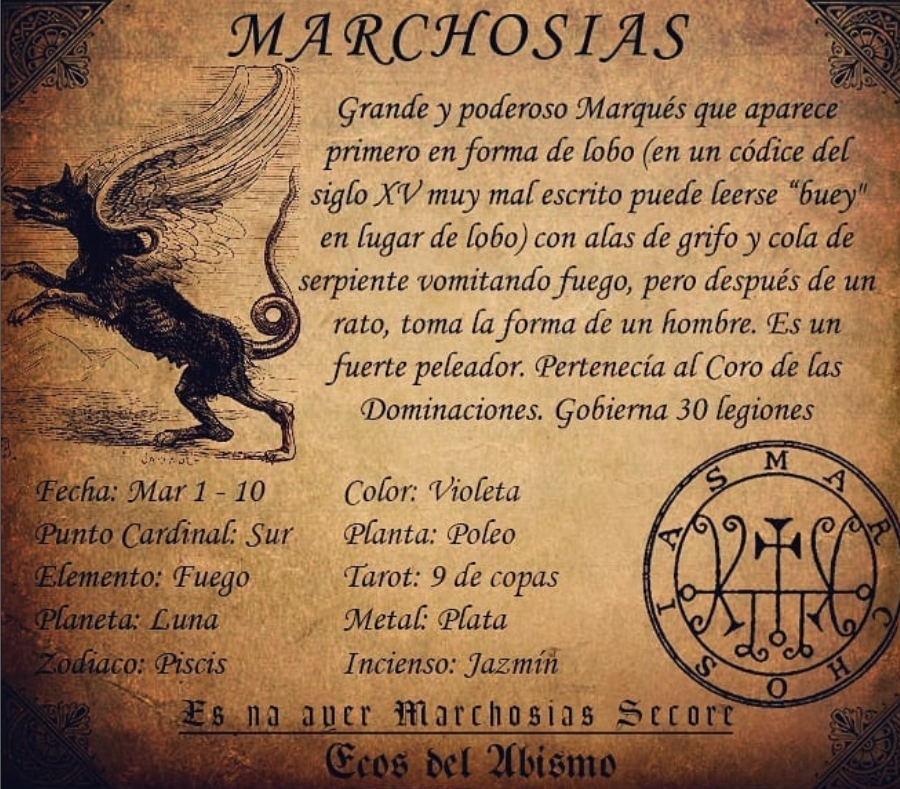 MARCHOSIAS
Grande y poderoso Marqués que aparece
primero en forma de lobo (en un códice del
siglo XV muy mal escrito puede leerse “buey"
en lugar de lobo) con alas de grifo y cola de
serpiente vomitando fuego, pero después de un
rato, toma la forma de un hombre. Es un
fuerte peleador. Pertenecía al Coro de las
Dominaciones. Gobierna 30 legiones
Fecha: Mar 1 - 10
Punto Cardinal: Sur
Elemento: Fuego
Planeta: Luna
Zodiaco: Piscis
Color: Violeta
Planta: Poleo
Tarot: 9 de copas
Metal: Plata
Incienso: Jazmín
MARCHOSIAS
Es na ayer Marchosias Secore
Ecos del Abismo